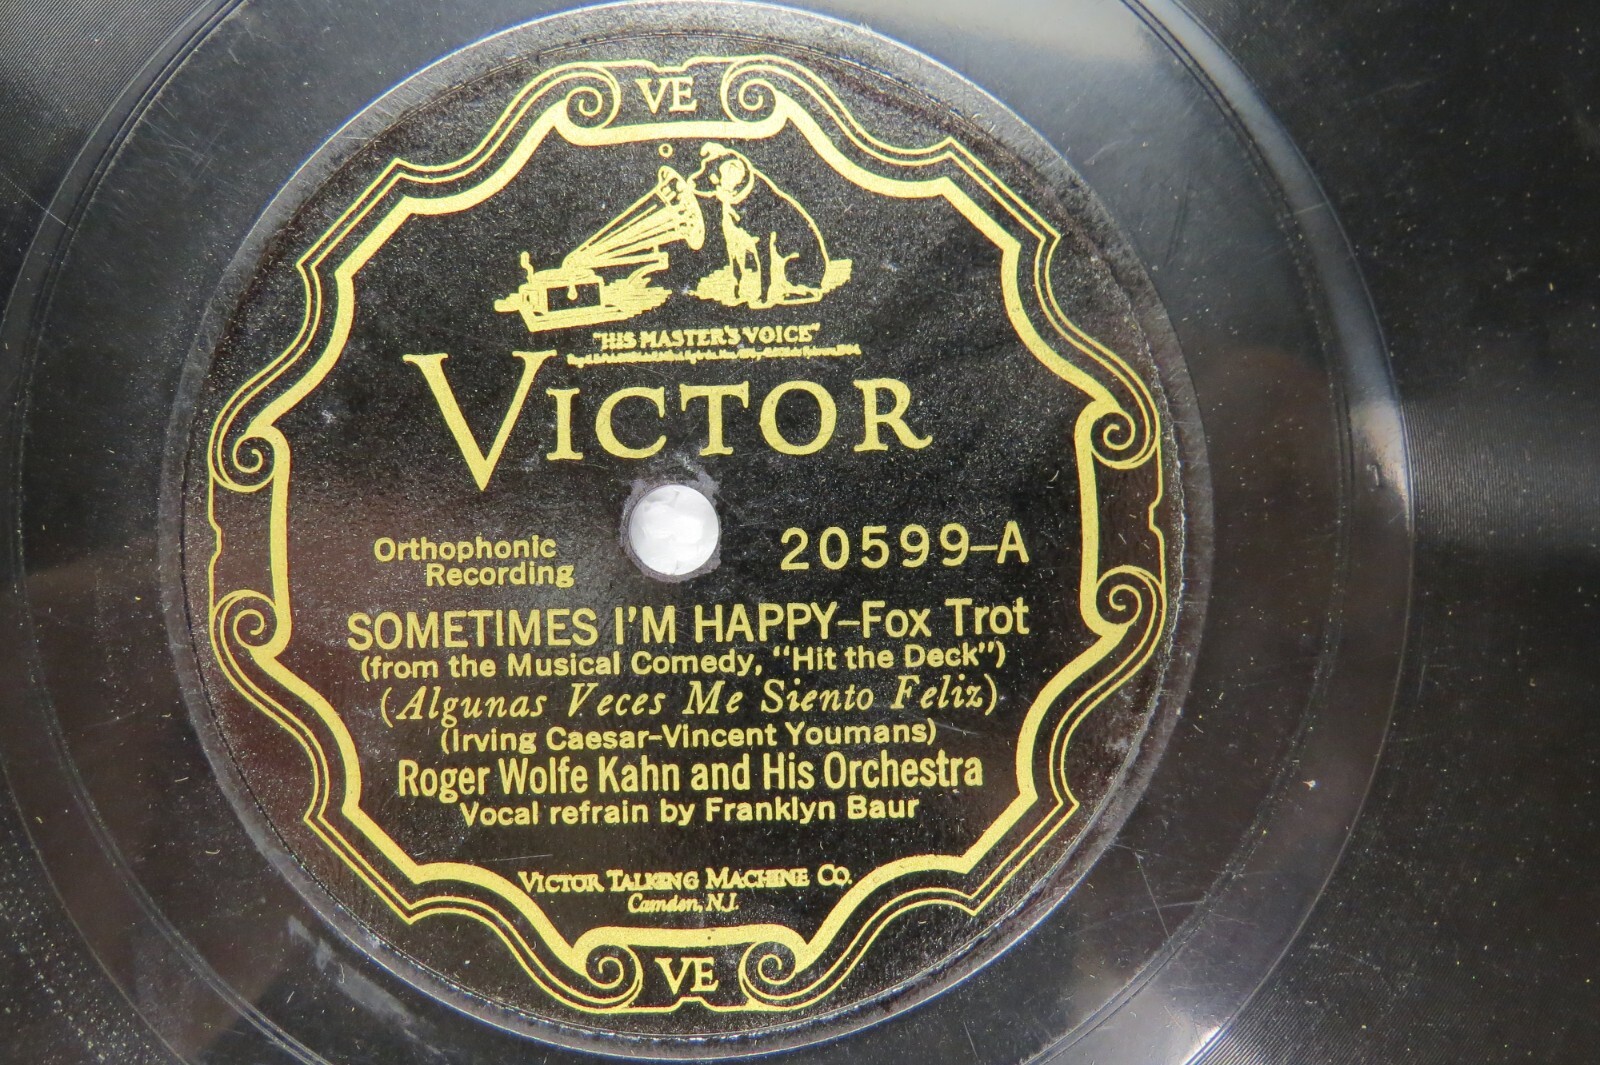 VE
"HIS MASTER'S VOICE"
VICTOR
Orthophonic
Recording
20599-A
SOMETIMES I'M HAPPY-Fox Trot
(from the Musical Comedy, "Hit the Deck")
(Algunas Veces Me Siento Feliz)
(Irving Caesar-Vincent Youmans)
Roger Wolfe Kahn and His Orchestra
Vocal refrain by Franklyn Baur
VICTOR TALKING MACHINE CO.
Camden, N.J.
VE